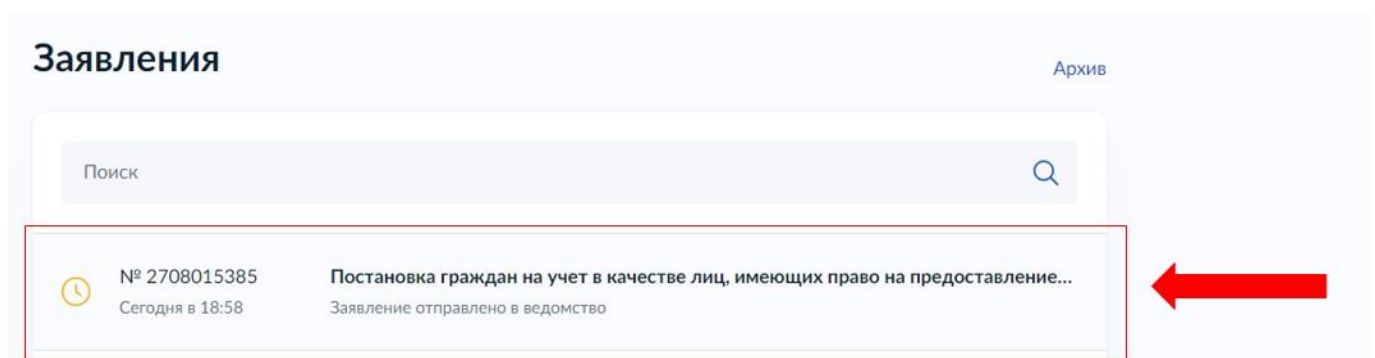 Заявления
Архив
Поиск
№ 2708015385
Постановка граждан на учет в качестве лиц, имеющих право на предоставление...
Сегодня в 18:58
Заявление отправлено в ведомство